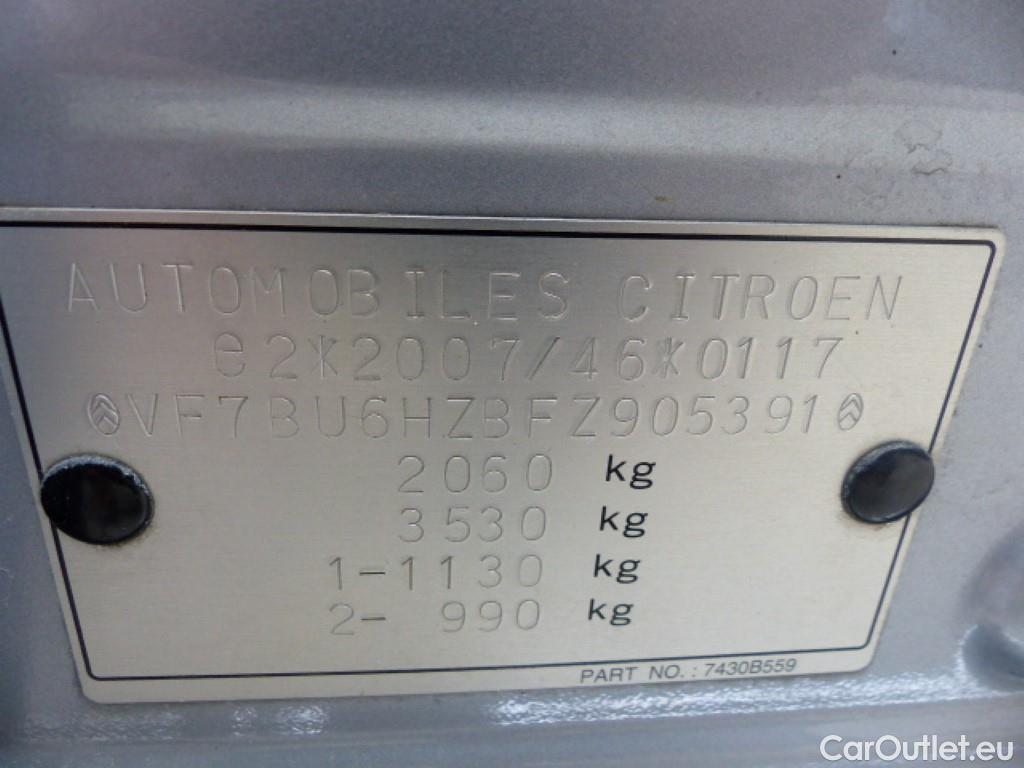 AUTOMOBILES CITROEN
e2*2007/46*0117
VF7BU6HZBFZ905391
2060 kg
3530 kg
1-1130 kg
2- 990 kg
PART NO.: 7430B559
CarOutlet.eu